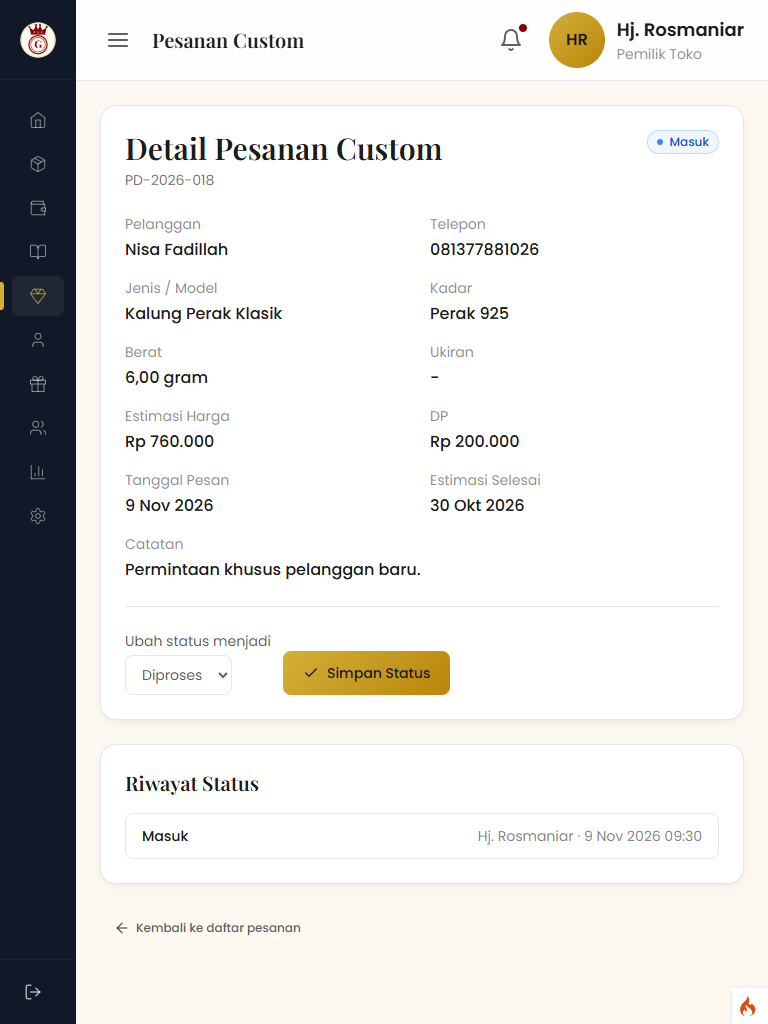 G
Pesanan Custom
HR
Hj. Rosmaniar
Pemilik Toko
Detail Pesanan Custom
Masuk
PD-2026-018
Pelanggan
Nisa Fadillah
Telepon
081377881026
Jenis / Model
Kalung Perak Klasik
Kadar
Perak 925
Berat
6,00 gram
Ukiran
-
Estimasi Harga
Rp 760.000
DP
Rp 200.000
Tanggal Pesan
9 Nov 2026
Estimasi Selesai
30 Okt 2026
Catatan
Permintaan khusus pelanggan baru.
Ubah status menjadi
Diproses
Simpan Status
Riwayat Status
Masuk
Hj. Rosmaniar · 9 Nov 2026 09:30
Kembali ke daftar pesanan